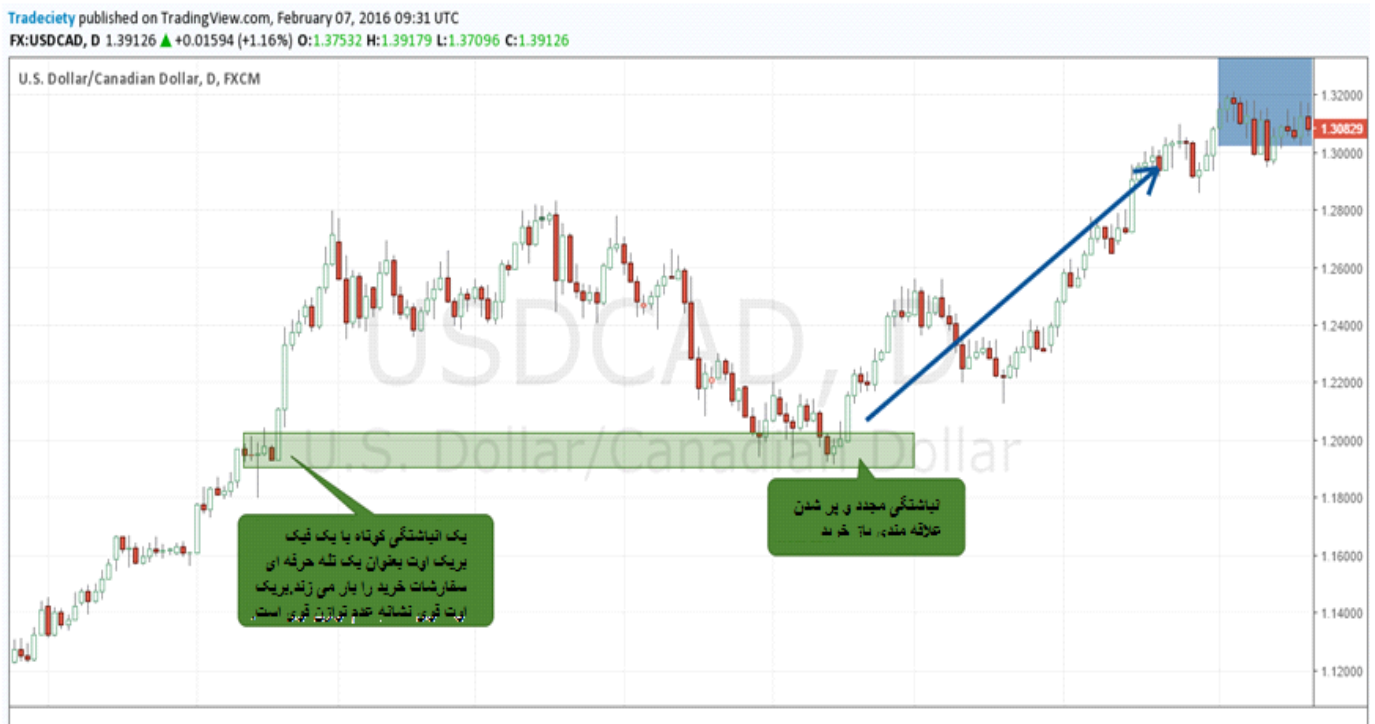 Tradeciety published on TradingView.com, February 07, 2016 09:31 UTC
FX:USDCAD, D 1.39126 ▲ +0.01594 (+1.16%) O:1.37532 H:1.39179 L:1.37096 C:1.39126
U.S. Dollar/Canadian Dollar, D, FXCM
1.32000
1.30829
1.30000
1.28000
1.26000
1.24000
1.22000
1.20000
1.18000
1.16000
1.14000
1.12000
USDCAD, D
U.S. Dollar/Canadian Dollar
یک انباشتگی کوتاه با یک فیک
بریک اوت بعنوان یک تله حرفه ای
سفارشات خرید را بار می زند,بریک
اوت قوی نشانه عدم توازن قوی است.
نباشتگی مجدد و پر شدن
علاقه مندی باز خرید